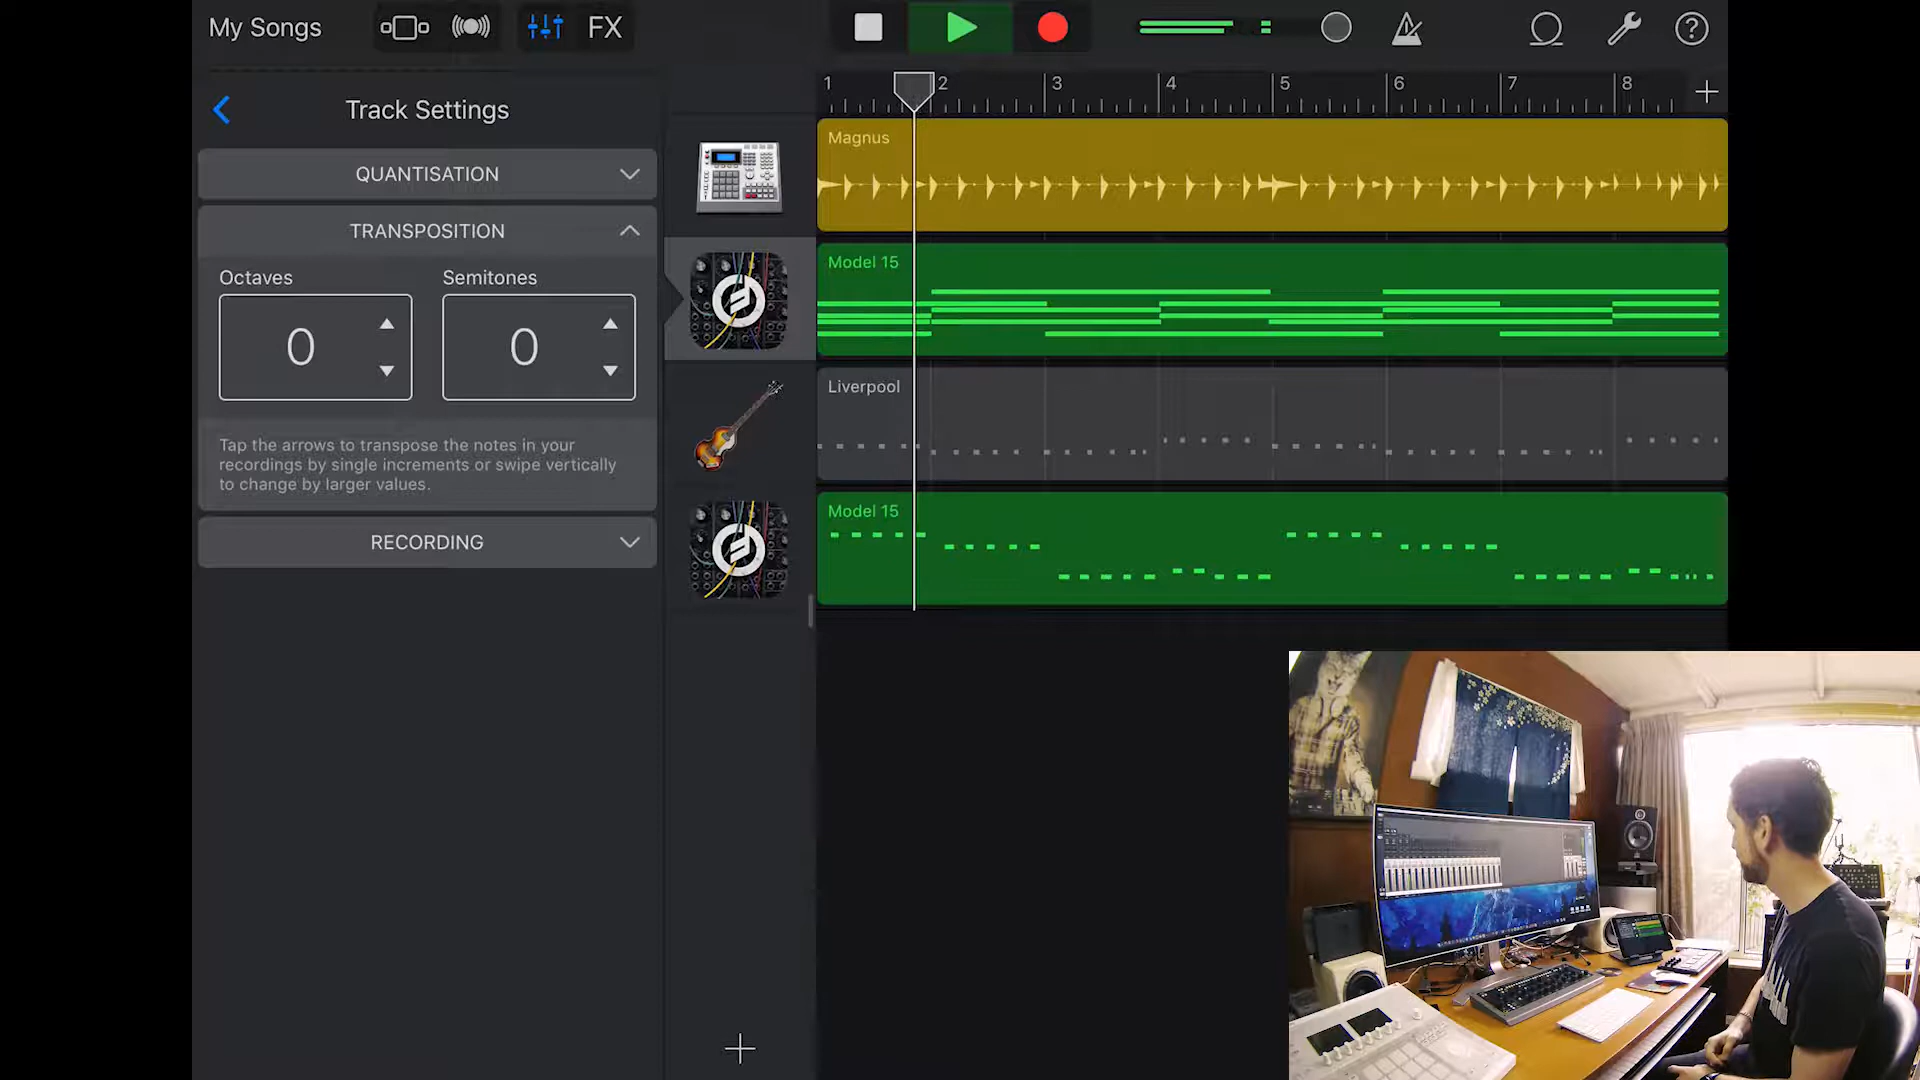 My Songs
FX
1 2 3 4 5 6 7 8
Track Settings
QUANTISATION
TRANSPOSITION
Octaves Semitones
0 0
Tap the arrows to transpose the notes in your
recordings by single increments or swipe vertically
to change by larger values.
RECORDING
Magnus
Model 15
Liverpool
Model 15